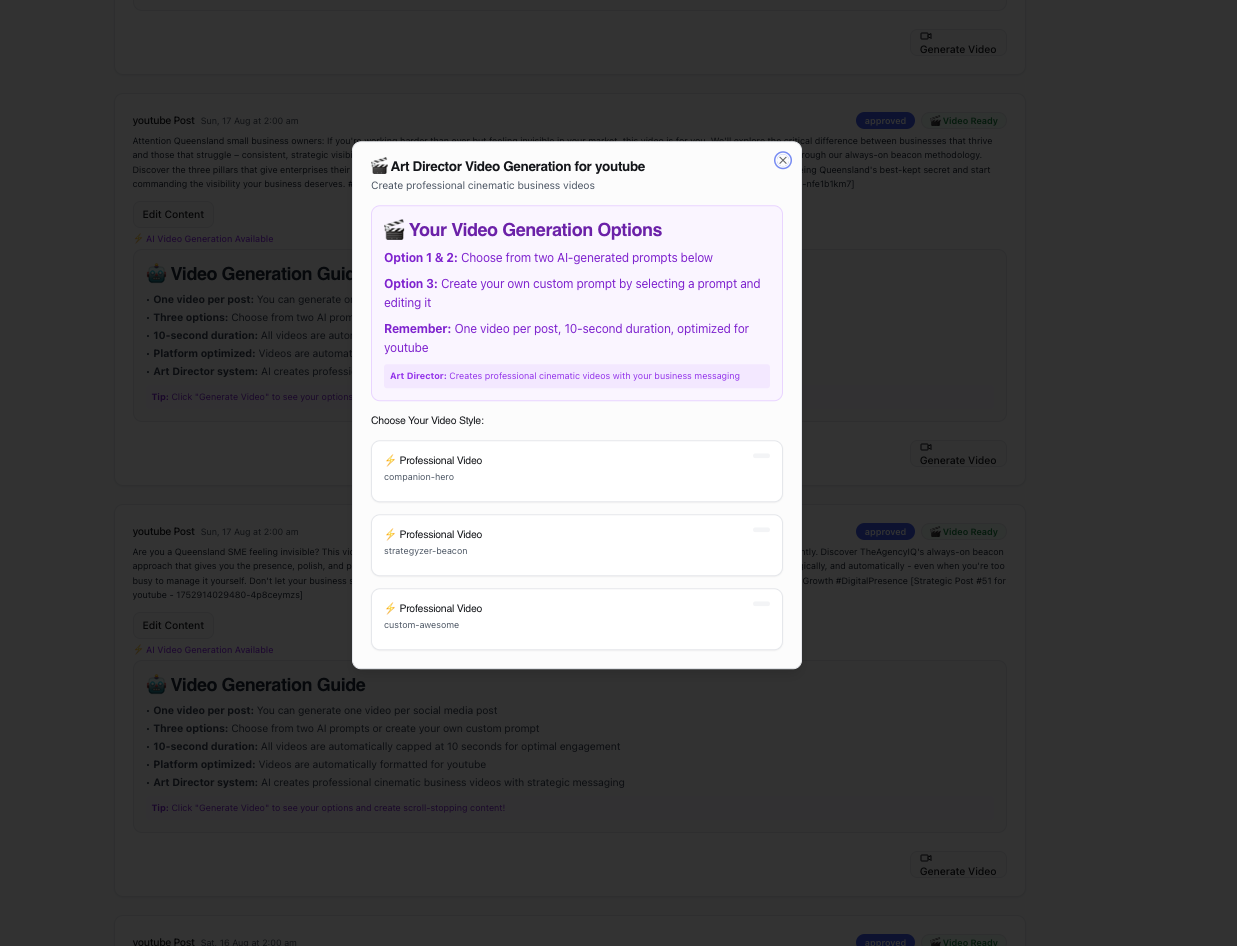 Generate Video
youtube Post Sun, 17 Aug at 2:00 am
approved
🎬 Video Ready
Attention Queensland small business owners: If you're working harder than ever but feeling invisible in your market, this video is for you. We'll explore the critical difference between businesses that thrive
and those that struggle – consistent, strategic visib
rough our always-on beacon methodology.
Discover the three pillars that give enterprises their
ing Queensland's best-kept secret and start
commanding the visibility your business deserves. #
-nfe1b1km7]
Edit Content
⚡ AI Video Generation Available
🤖 Video Generation Guid
• One video per post: You can generate o
• Three options: Choose from two AI prom
• 10-second duration: All videos are auto
• Platform optimized: Videos are automat
• Art Director system: AI creates professi
Tip: Click "Generate Video" to see your options
Generate Video
🎬 Art Director Video Generation for youtube
Create professional cinematic business videos
🎬 Your Video Generation Options
Option 1 & 2: Choose from two AI-generated prompts below
Option 3: Create your own custom prompt by selecting a prompt and
editing it
Remember: One video per post, 10-second duration, optimized for
youtube
Art Director: Creates professional cinematic videos with your business messaging
Choose Your Video Style:
⚡ Professional Video
companion-hero
⚡ Professional Video
strategyzer-beacon
⚡ Professional Video
custom-awesome
youtube Post Sun, 17 Aug at 2:00 am
approved
🎬 Video Ready
Are you a Queensland SME feeling invisible? This vid
ntly. Discover TheAgencyIQ's always-on beacon
approach that gives you the presence, polish, and p
ically, and automatically – even when you're too
busy to manage it yourself. Don't let your business s
Growth #DigitalPresence [Strategic Post #51 for
youtube - 1752914029480-4p8ceymzs]
Edit Content
⚡ AI Video Generation Available
🤖 Video Generation Guide
• One video per post: You can generate one video per social media post
• Three options: Choose from two AI prompts or create your own custom prompt
• 10-second duration: All videos are automatically capped at 10 seconds for optimal engagement
• Platform optimized: Videos are automatically formatted for youtube
• Art Director system: AI creates professional cinematic business videos with strategic messaging
Tip: Click "Generate Video" to see your options and create scroll-stopping content!
Generate Video
youtube Post Sat, 16 Aug at 2:00 am
approved
🎬 Video Ready